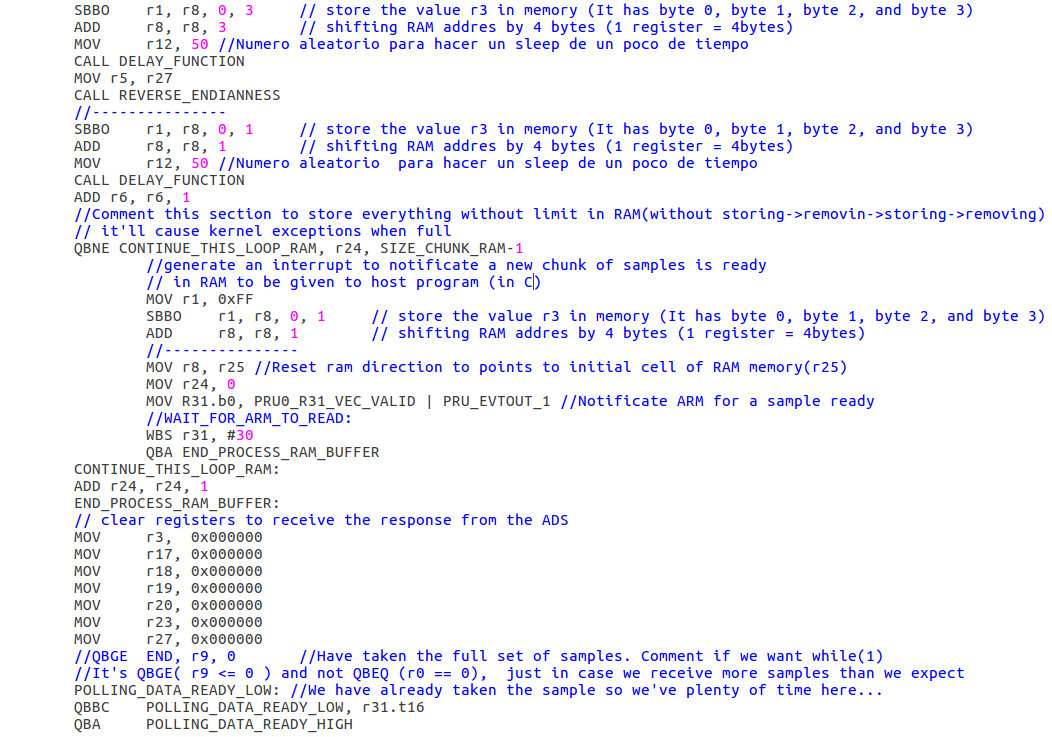 SBBO    r1, r8, 0, 3     // store the value r3 in memory (It has byte 0, byte 1, byte 2, and byte 3)
ADD     r8, r8, 3        // shifting RAM addres by 4 bytes (1 register = 4bytes)
MOV     r12, 50 //Numero aleatorio para hacer un sleep de un poco de tiempo
CALL DELAY_FUNCTION
MOV r5, r27
CALL REVERSE_ENDIANNESS
//---------------
SBBO    r1, r8, 0, 1     // store the value r3 in memory (It has byte 0, byte 1, byte 2, and byte 3)
ADD     r8, r8, 1        // shifting RAM addres by 4 bytes (1 register = 4bytes)
MOV     r12, 50 //Numero aleatorio  para hacer un sleep de un poco de tiempo
CALL DELAY_FUNCTION
ADD r6, r6, 1
//Comment this section to store everything without limit in RAM(without storing->removin->storing->removing)
// it'll cause kernel exceptions when full
QBNE CONTINUE_THIS_LOOP_RAM, r24, SIZE_CHUNK_RAM-1
        //generate an interrupt to notificate a new chunk of samples is ready
        // in RAM to be given to host program (in C)
        MOV r1, 0xFF
        SBBO    r1, r8, 0, 1     // store the value r3 in memory (It has byte 0, byte 1, byte 2, and byte 3)
        ADD     r8, r8, 1        // shifting RAM addres by 4 bytes (1 register = 4bytes)
        //---------------
        MOV r8, r25 //Reset ram direction to points to initial cell of RAM memory(r25)
        MOV r24, 0
        MOV R31.b0, PRU0_R31_VEC_VALID | PRU_EVTOUT_1 //Notificate ARM for a sample ready
        //WAIT_FOR_ARM_TO_READ:
        WBS r31, #30
        QBA END_PROCESS_RAM_BUFFER
CONTINUE_THIS_LOOP_RAM:
ADD r24, r24, 1
END_PROCESS_RAM_BUFFER:
// clear registers to receive the response from the ADS
MOV     r3,  0x000000
MOV     r17, 0x000000
MOV     r18, 0x000000
MOV     r19, 0x000000
MOV     r20, 0x000000
MOV     r23, 0x000000
MOV     r27, 0x000000
//QBGE  END, r9, 0       //Have taken the full set of samples. Comment if we want while(1)
//It's QBGE( r9 <= 0 ) and not QBEQ (r0 == 0),  just in case we receive more samples than we expect
POLLING_DATA_READY_LOW: //We have already taken the sample so we've plenty of time here...
QBBC    POLLING_DATA_READY_LOW, r31.t16
QBA     POLLING_DATA_READY_HIGH